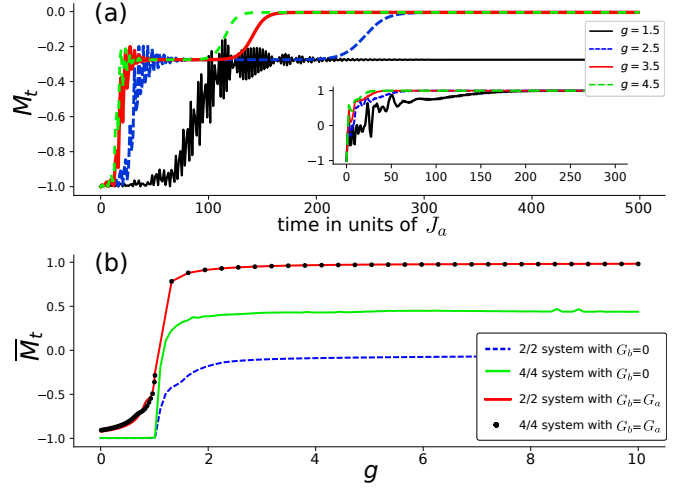 (a)
0.0
−0.2
−0.4
−0.6
−0.8
−1.0
M_t
g = 1.5
g = 2.5
g = 3.5
g = 4.5
1
0
−1
0 50 100 150 200 250 300
0 100 200 300 400 500
time in units of J_a
(b)
1.0
0.5
0.0
−0.5
−1.0
M̅_t
2/2 system with G_b=0
4/4 system with G_b=0
2/2 system with G_b=G_a
4/4 system with G_b=G_a
0 2 4 6 8 10
g